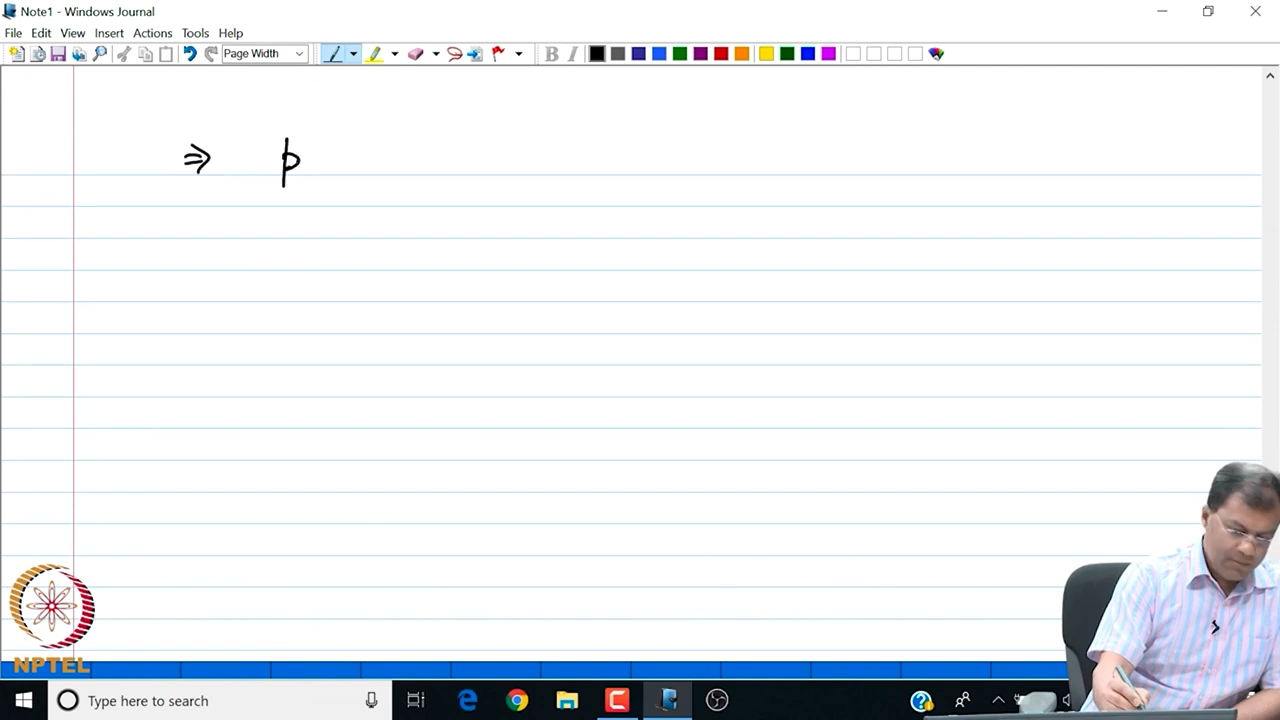 Note1 - Windows Journal
File Edit View Insert Actions Tools Help
Page Width B I
⇒ p
NPTEL
Type here to search